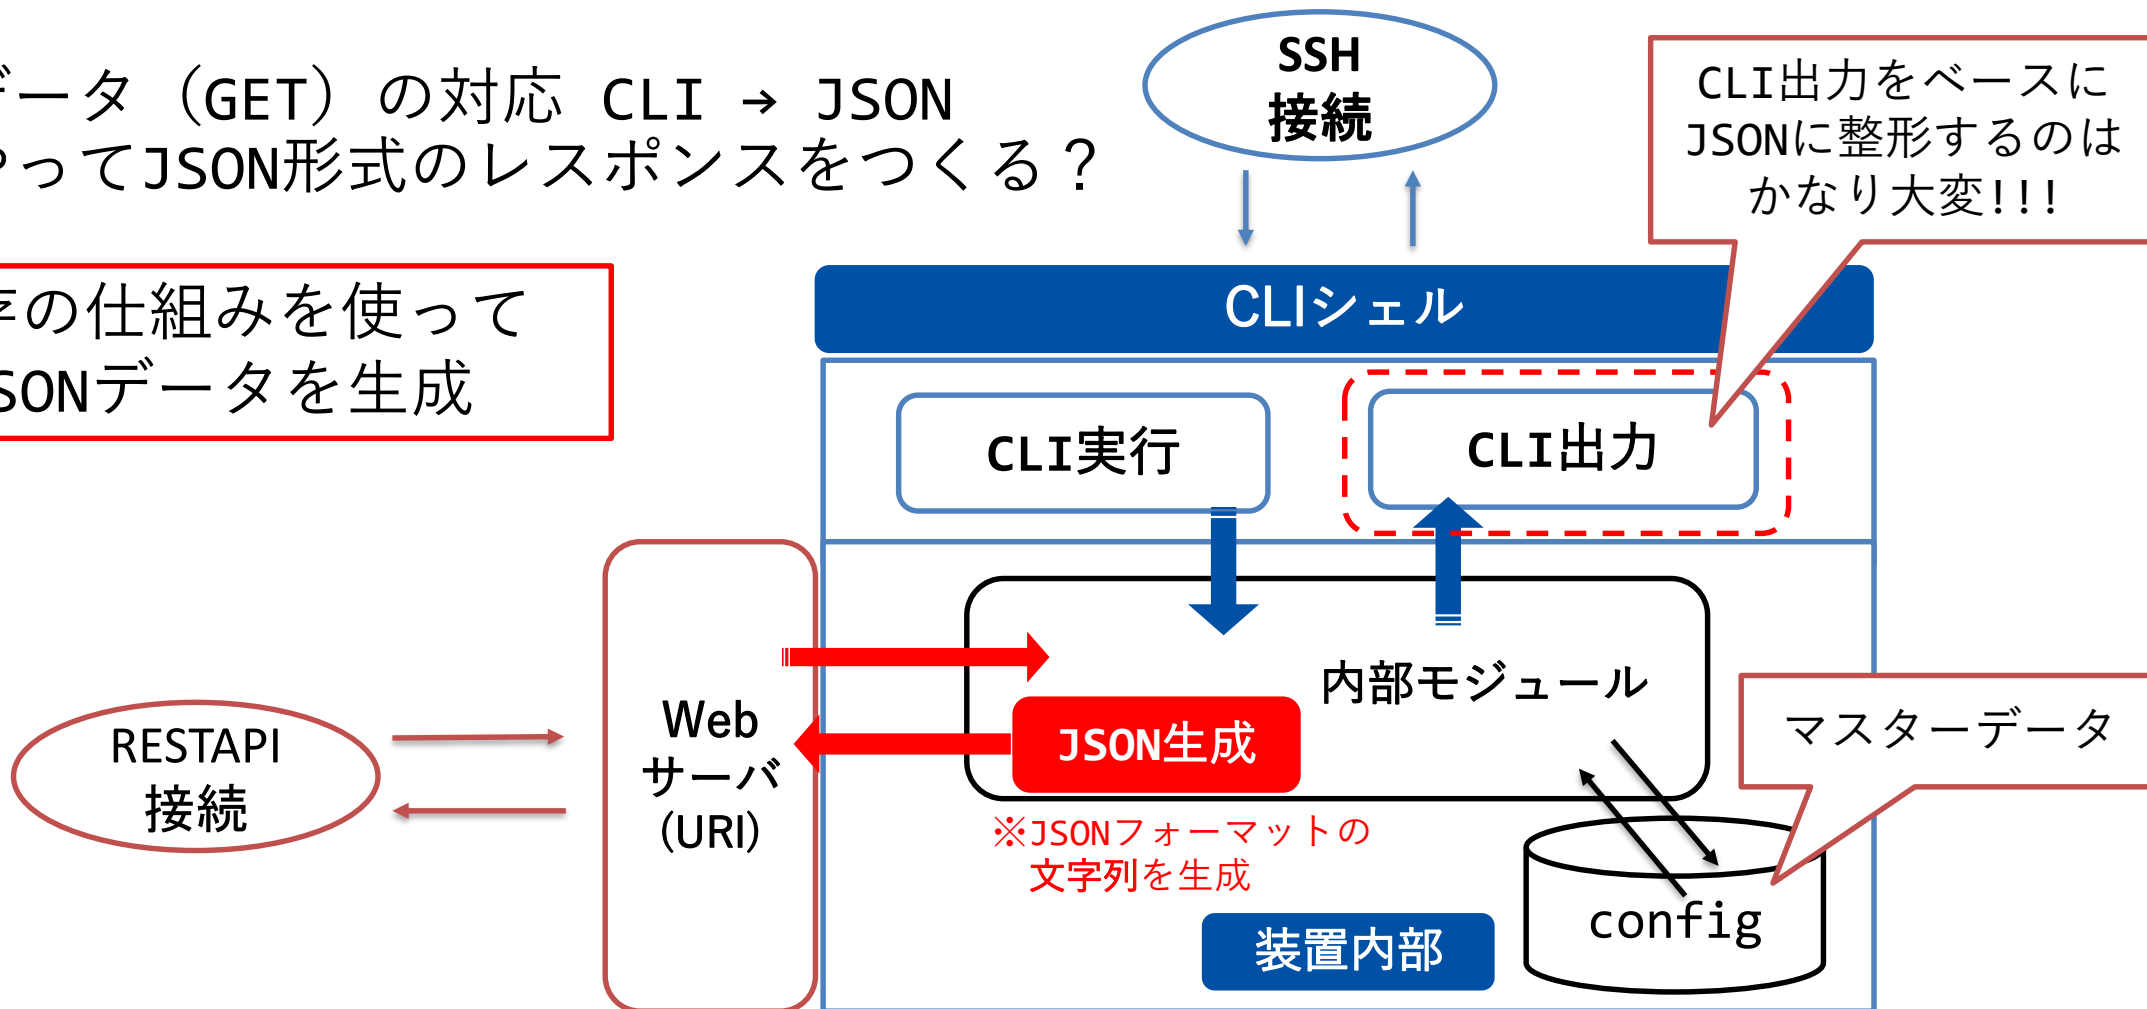 ータ（GET）の対応 CLI → JSON
やってJSON形式のレスポンスをつくる？
の仕組みを使って
SONデータを生成
SSH
接続
CLI出力をベースに
JSONに整形するのは
かなり大変!!!
CLIシェル
CLI実行
CLI出力
内部モジュール
JSON生成
※JSONフォーマットの
文字列を生成
Web
サーバ
(URI)
RESTAPI
接続
マスターデータ
config
装置内部